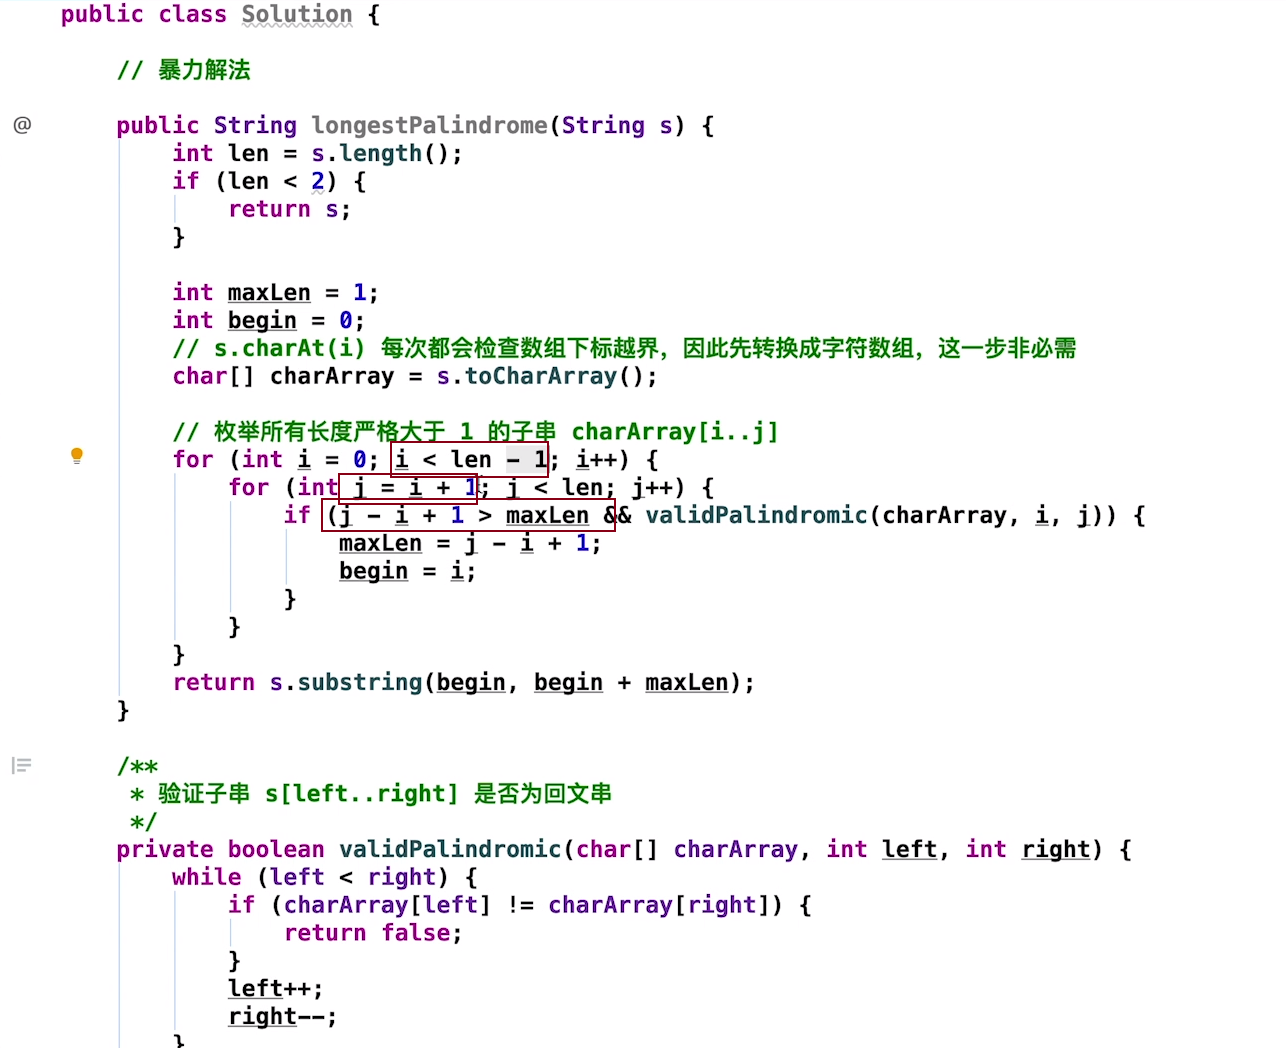 public class Solution {
// 暴力解法
@
public String longestPalindrome(String s) {
int len = s.length();
if (len < 2) {
return s;
}
int maxLen = 1;
int begin = 0;
// s.charAt(i) 每次都会检查数组下标越界，因此先转换成字符数组，这一步非必需
char[] charArray = s.toCharArray();
// 枚举所有长度严格大于 1 的子串 charArray[i..j]
for (int i = 0; i < len - 1; i++) {
for (int j = i + 1; j < len; j++) {
if (j - i + 1 > maxLen && validPalindromic(charArray, i, j)) {
maxLen = j - i + 1;
begin = i;
}
}
}
return s.substring(begin, begin + maxLen);
}
/**
* 验证子串 s[left..right] 是否为回文串
*/
private boolean validPalindromic(char[] charArray, int left, int right) {
while (left < right) {
if (charArray[left] != charArray[right]) {
return false;
}
left++;
right--;
}